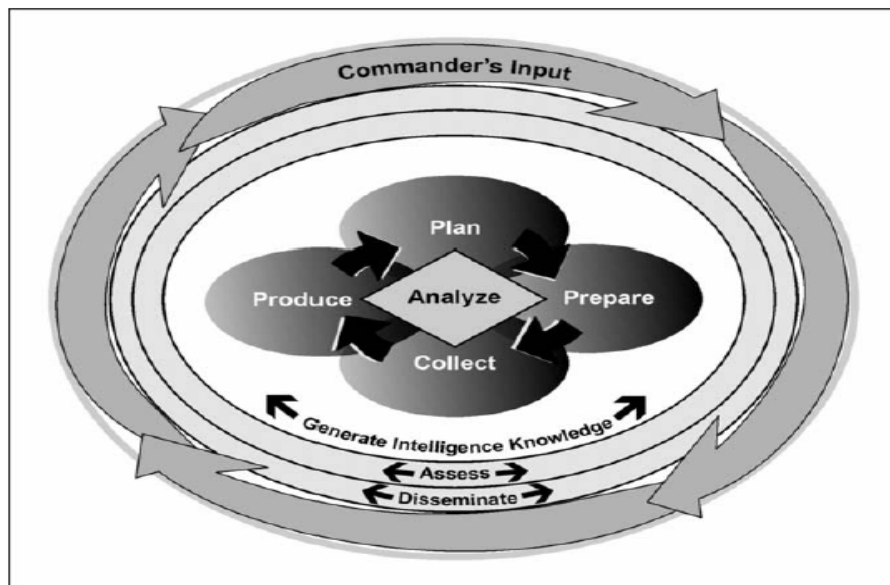 Commander's Input
Plan
Produce
Analyze
Prepare
Collect
Generate Intelligence Knowledge
Assess
Disseminate